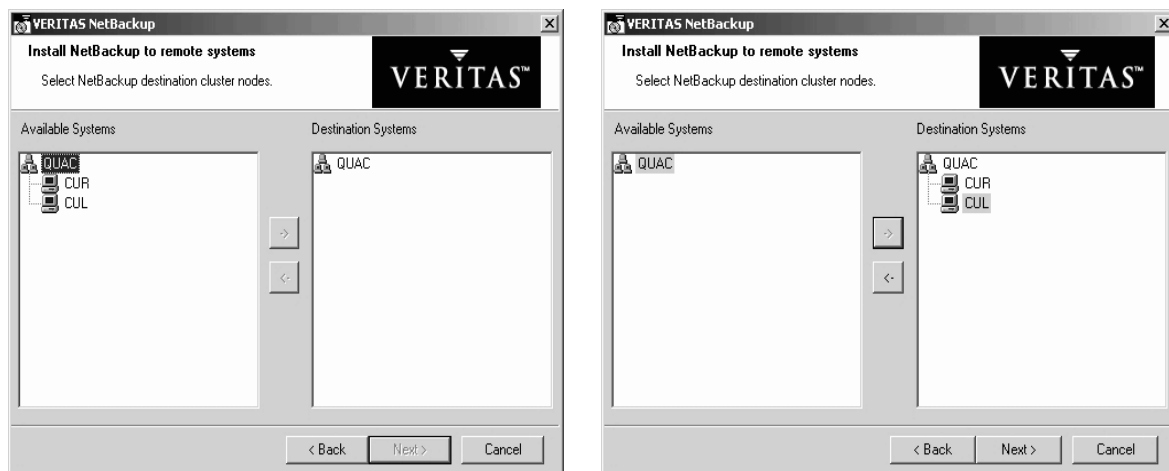 VERITAS NetBackup
Install NetBackup to remote systems
Select NetBackup destination cluster nodes.
VERITAS™
Available Systems
Destination Systems
QUAC
CUR
CUL
QUAC
->
<-
< Back
Next >
Cancel
VERITAS NetBackup
Install NetBackup to remote systems
Select NetBackup destination cluster nodes.
VERITAS™
Available Systems
Destination Systems
QUAC
QUAC
CUR
CUL
->
<-
< Back
Next >
Cancel